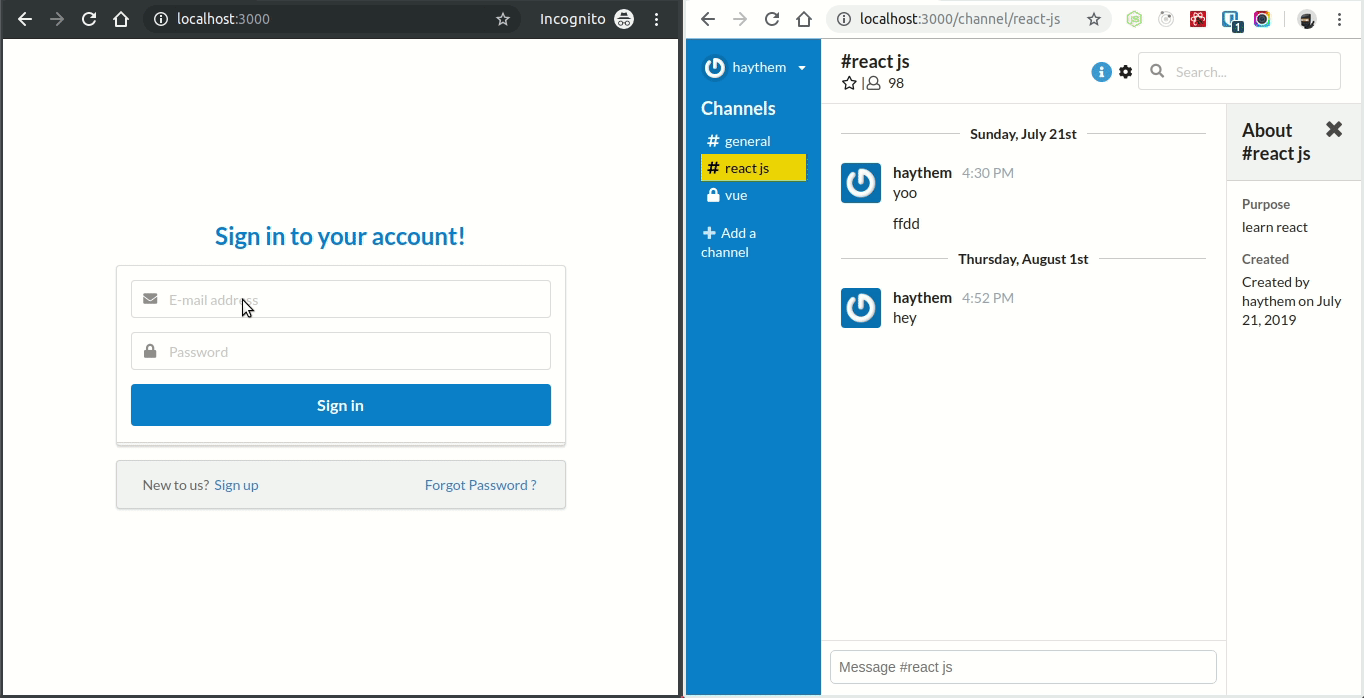 localhost:3000
Incognito
Sign in to your account!
E-mail address
Password
Sign in
New to us? Sign up
Forgot Password ?
localhost:3000/channel/react-js
1
haythem
Channels
# general
# react js
vue
Add a
channel
#react js
98
Search...
Sunday, July 21st
haythem 4:30 PM
yoo
ffdd
Thursday, August 1st
haythem 4:52 PM
hey
Message #react js
About
#react js
Purpose
learn react
Created
Created by
haythem on July
21, 2019